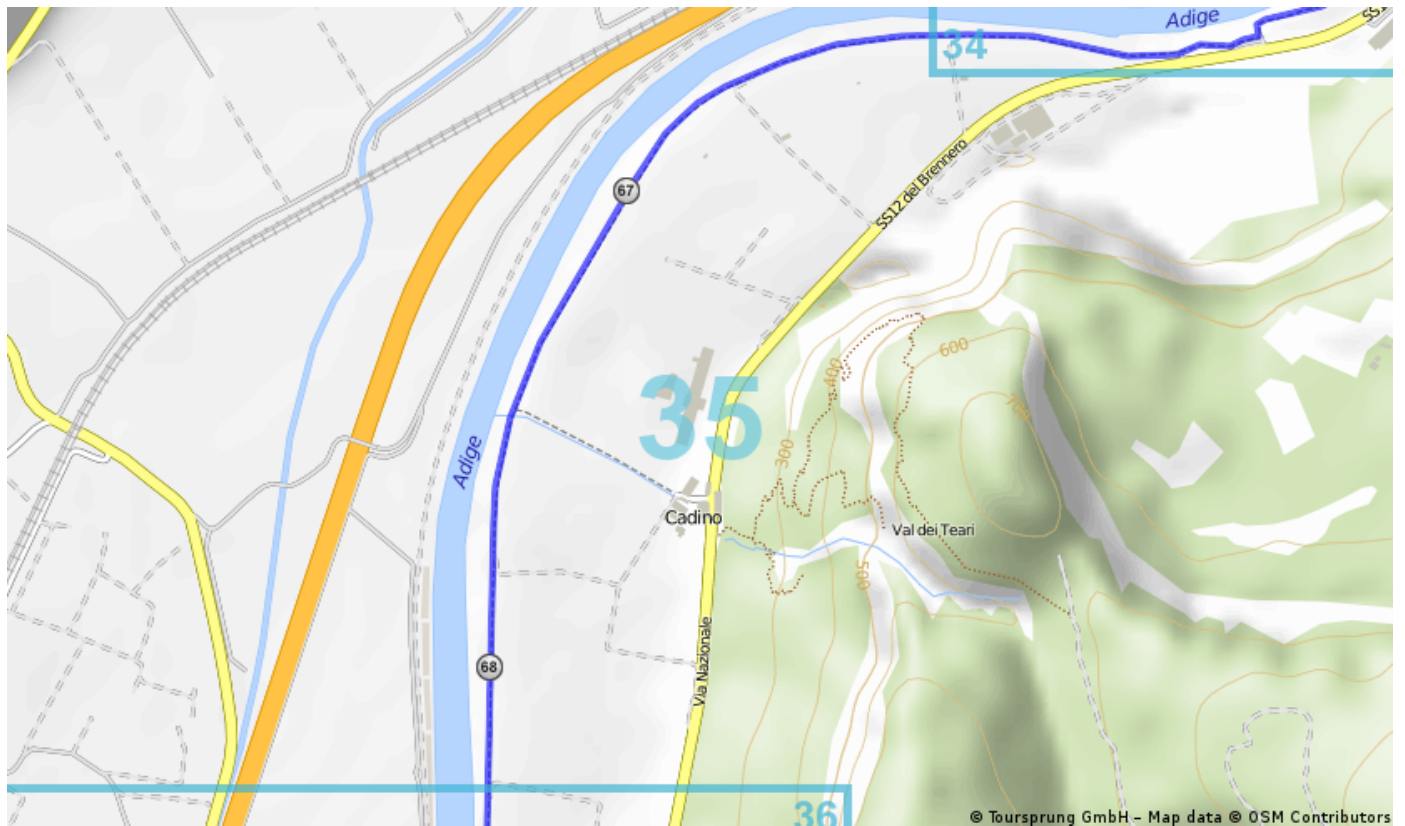 Adige
SS1
34
SS12 del Brennero
67
600
400
700
35
300
Adige
Cadino
Val dei Teari
500
Via Nazionale
68
36
© Toursprung GmbH – Map data © OSM Contributors